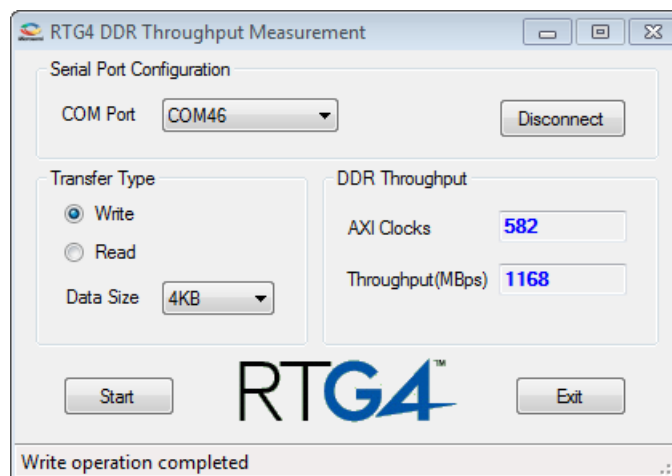 RTG4 DDR Throughput Measurement
Serial Port Configuration
COM Port COM46 Disconnect
Transfer Type
Write
Read
Data Size 4KB
DDR Throughput
AXI Clocks 582
Throughput(MBps) 1168
Start RTG4™ Exit
Write operation completed